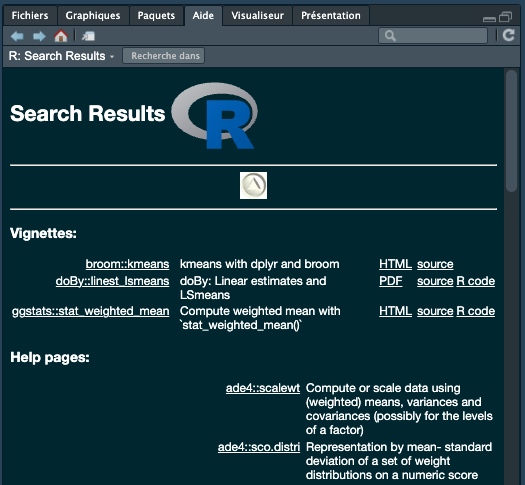 Fichiers Graphiques Paquets Aide Visualiseur Présentation
R: Search Results Recherche dans
Search Results R
Vignettes:
broom::kmeans kmeans with dplyr and broom HTML source
doBy::linest_lsmeans doBy: Linear estimates and PDF source R code
LSmeans
ggstats::stat_weighted_mean Compute weighted mean with HTML source R code
`stat_weighted_mean()`
Help pages:
ade4::scalewt Compute or scale data using
(weighted) means, variances and
covariances (possibly for the levels
of a factor)
ade4::sco.distri Representation by mean- standard
deviation of a set of weight
distributions on a numeric score